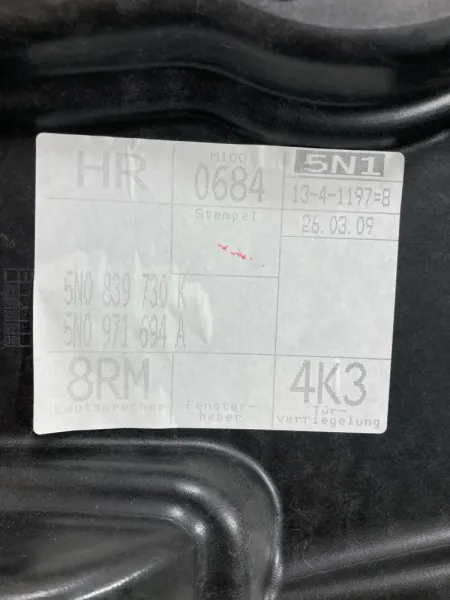 HR
M100
0684
Stempel
5N1
13-4-1197=8
26.03.09
5N0 839 730 K
5N0 971 694 A
8RM
Lautsprecher
Fenster-
heber
4K3
Tür-
verriegelung